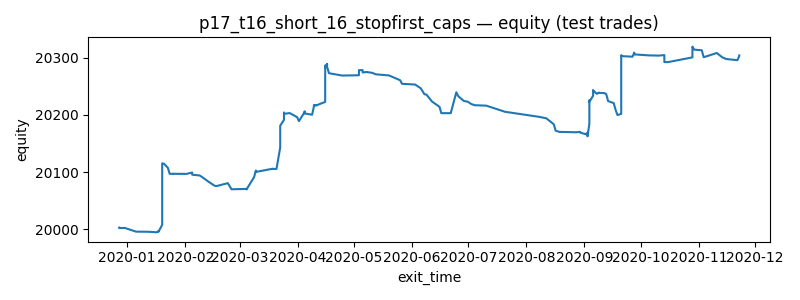 p17_t16_short_16_stopfirst_caps — equity (test trades)
equity
20300
20200
20100
20000
2020-01 2020-02 2020-03 2020-04 2020-05 2020-06 2020-07 2020-08 2020-09 2020-10 2020-11 2020-12
exit_time